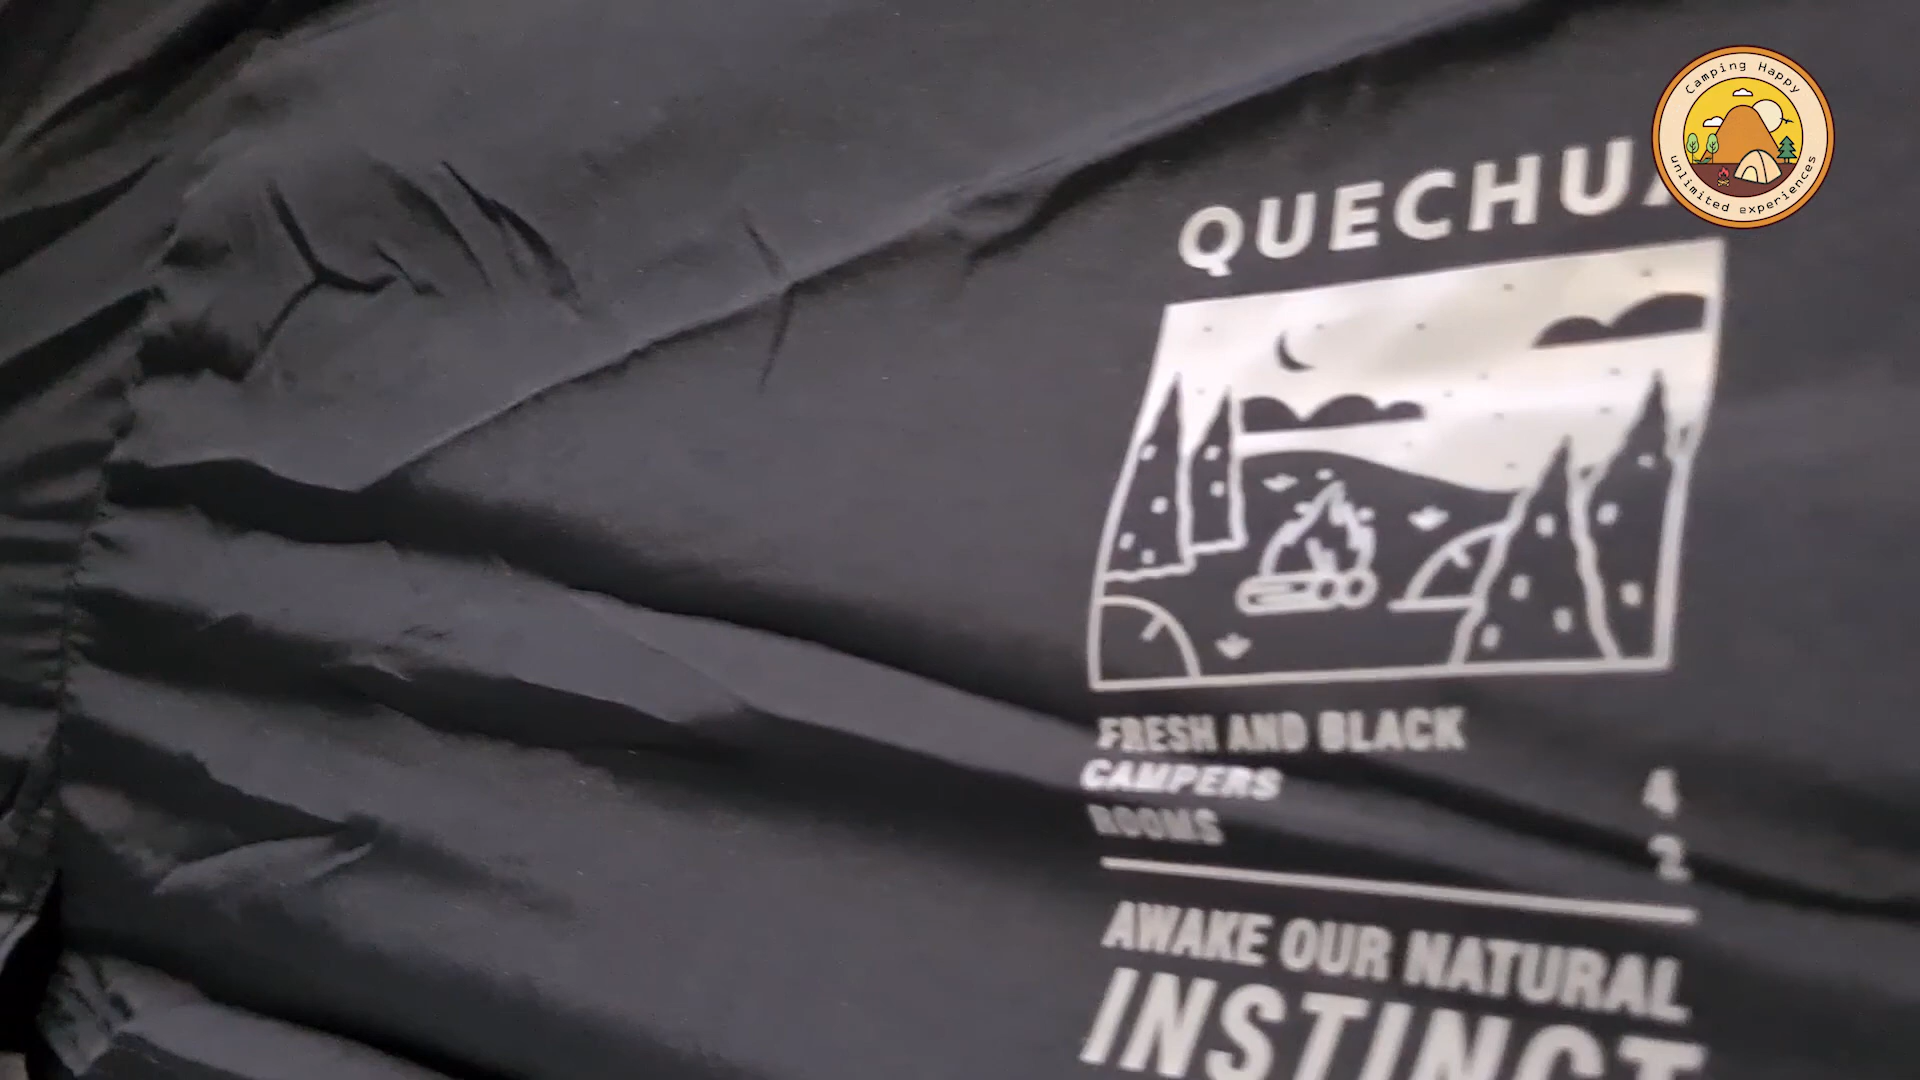 Camping Happy
unlimited experiences
QUECHUA
FRESH AND BLACK
CAMPERS 4
ROOMS 2
AWAKE OUR NATURAL
INSTINCT